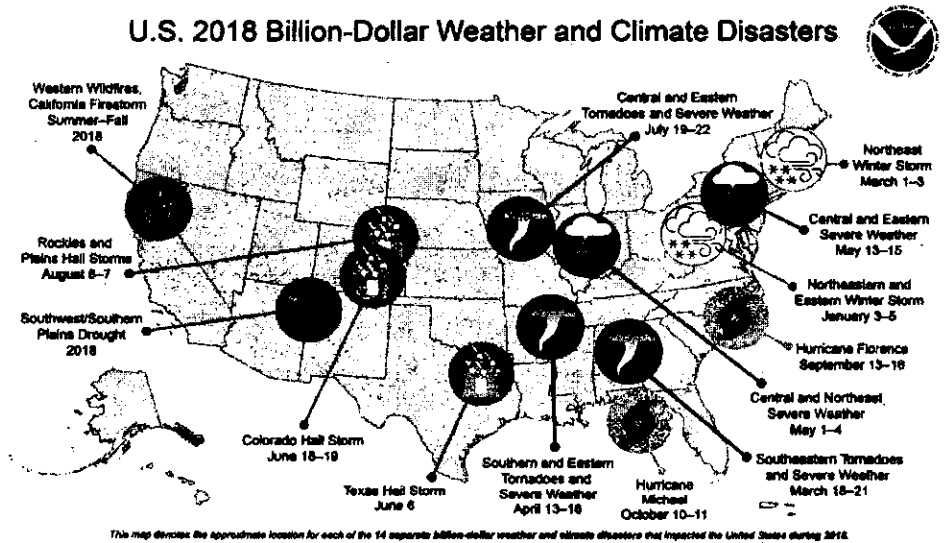 U.S. 2018 Billion-Dollar Weather and Climate Disasters
Western Wildfires,
California Firestorm
Summer–Fall
2018
Central and Eastern
Tornadoes and Severe Weather
July 19–22
Northeast
Winter Storm
March 1–3
Rockies and
Plains Hail Storms
August 6–7
Central and Eastern
Severe Weather
May 13–15
Southwest/Southern
Plains Drought
2018
Northeastern and
Eastern Winter Storm
January 3–5
Hurricane Florence
September 13–16
Central and Northeast
Severe Weather
May 1–4
Colorado Hail Storm
June 18–19
Texas Hail Storm
June 6
Southern and Eastern
Tornadoes and
Severe Weather
April 13–16
Hurricane
Michael
October 10–11
Southeastern Tornadoes
and Severe Weather
March 18–21
This map denotes the approximate location for each of the 14 separate billion-dollar weather and climate disasters that impacted the United States during 2018.